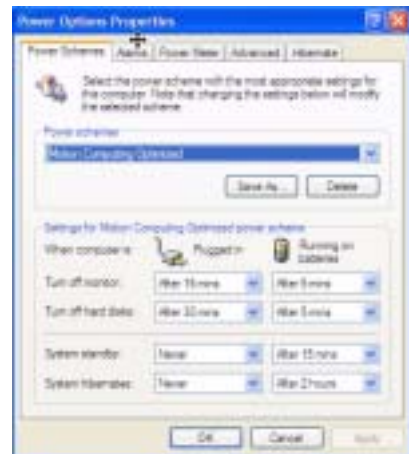 Power Options Properties
Power Schemes Alarms Power Meter Advanced Hibernate
Select the power scheme with the most appropriate settings for
this computer. Note that changing the settings below will modify
the selected scheme.
Power schemes
Motion Computing Optimized
Save As... Delete
Settings for Motion Computing Optimized power scheme
When computer is: Plugged in Running on
batteries
Turn off monitor: After 15 mins After 5 mins
Turn off hard disks: After 30 mins After 5 mins
System standby: Never After 15 mins
System hibernates: Never After 2 hours
OK Cancel Apply